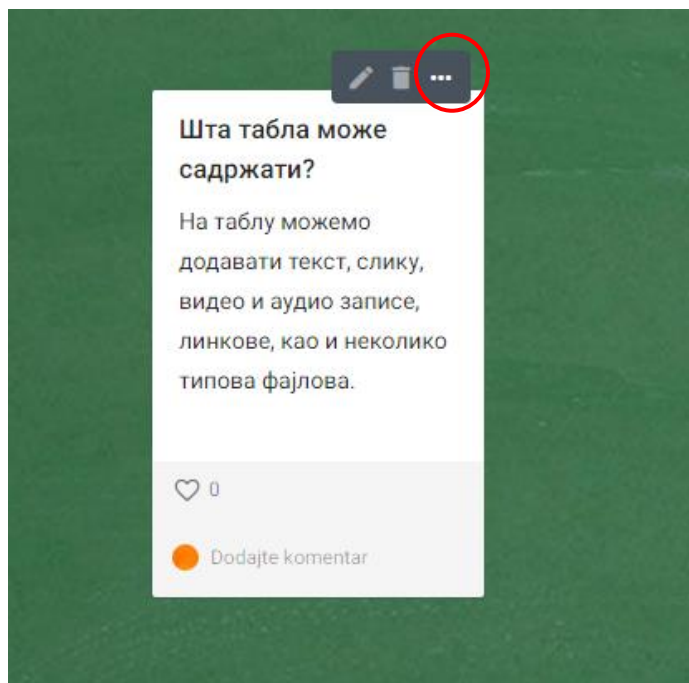 Шта табла може
садржати?
На таблу можемо
додавати текст, слику,
видео и аудио записе,
линкове, као и неколико
типова фајлова.
0
Dodajte komentar